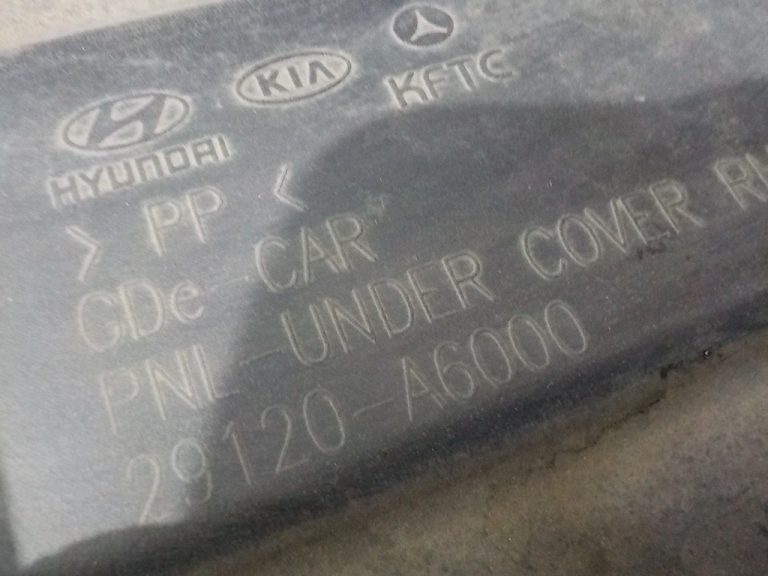 HYUNDAI KIA KFTC
> PP <
GDe-CAR
PNL-UNDER COVER
29120-A6000